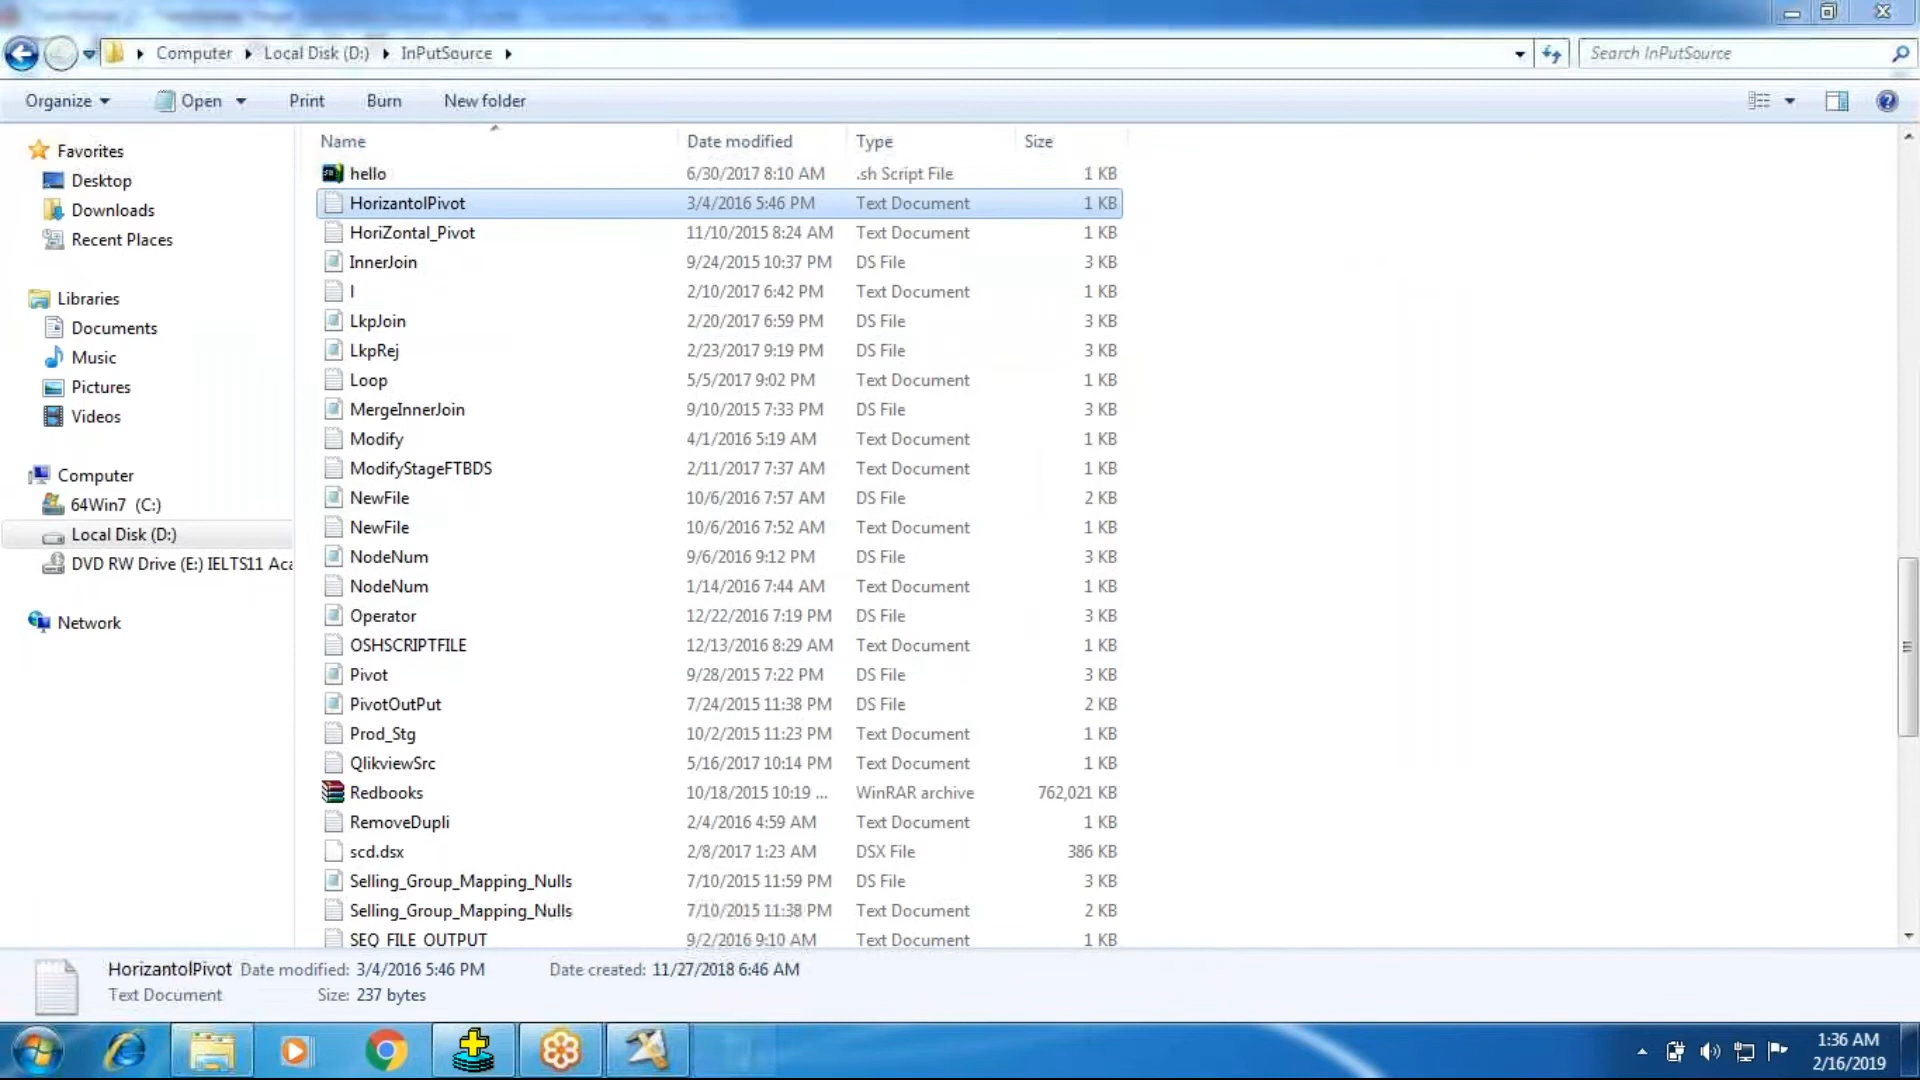 Computer Local Disk (D:) InPutSource
Search InPutSource
Organize Open Print Burn New folder
Name Date modified Type Size
Favorites
Desktop
Downloads
Recent Places
Libraries
Documents
Music
Pictures
Videos
Computer
64Win7 (C:)
Local Disk (D:)
DVD RW Drive (E:) IELTS11 Aca
Network
hello 6/30/2017 8:10 AM .sh Script File 1 KB
HorizantolPivot 3/4/2016 5:46 PM Text Document 1 KB
HoriZontal_Pivot 11/10/2015 8:24 AM Text Document 1 KB
InnerJoin 9/24/2015 10:37 PM DS File 3 KB
l 2/10/2017 6:42 PM Text Document 1 KB
LkpJoin 2/20/2017 6:59 PM DS File 3 KB
LkpRej 2/23/2017 9:19 PM DS File 3 KB
Loop 5/5/2017 9:02 PM Text Document 1 KB
MergeInnerJoin 9/10/2015 7:33 PM DS File 3 KB
Modify 4/1/2016 5:19 AM Text Document 1 KB
ModifyStageFTBDS 2/11/2017 7:37 AM Text Document 1 KB
NewFile 10/6/2016 7:57 AM DS File 2 KB
NewFile 10/6/2016 7:52 AM Text Document 1 KB
NodeNum 9/6/2016 9:12 PM DS File 3 KB
NodeNum 1/14/2016 7:44 AM Text Document 1 KB
Operator 12/22/2016 7:19 PM DS File 3 KB
OSHSCRIPTFILE 12/13/2016 8:29 AM Text Document 1 KB
Pivot 9/28/2015 7:22 PM DS File 3 KB
PivotOutPut 7/24/2015 11:38 PM DS File 2 KB
Prod_Stg 10/2/2015 11:23 PM Text Document 1 KB
QlikviewSrc 5/16/2017 10:14 PM Text Document 1 KB
Redbooks 10/18/2015 10:19 ... WinRAR archive 762,021 KB
RemoveDupli 2/4/2016 4:59 AM Text Document 1 KB
scd.dsx 2/8/2017 1:23 AM DSX File 386 KB
Selling_Group_Mapping_Nulls 7/10/2015 11:59 PM DS File 3 KB
Selling_Group_Mapping_Nulls 7/10/2015 11:38 PM Text Document 2 KB
SEQ_FILE_OUTPUT 9/2/2016 9:10 AM Text Document 1 KB
HorizantolPivot Date modified: 3/4/2016 5:46 PM Date created: 11/27/2018 6:46 AM
Text Document Size: 237 bytes
1:36 AM
2/16/2019